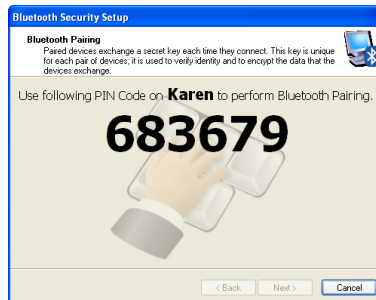 Bluetooth Security Setup
Bluetooth Pairing
Paired devices exchange a secret key each time they connect. This key is unique
for each pair of devices; it is used to verify identity and to encrypt the data that the
devices exchange.
Use following PIN Code on Karen to perform Bluetooth Pairing.
683679
< Back
Next >
Cancel